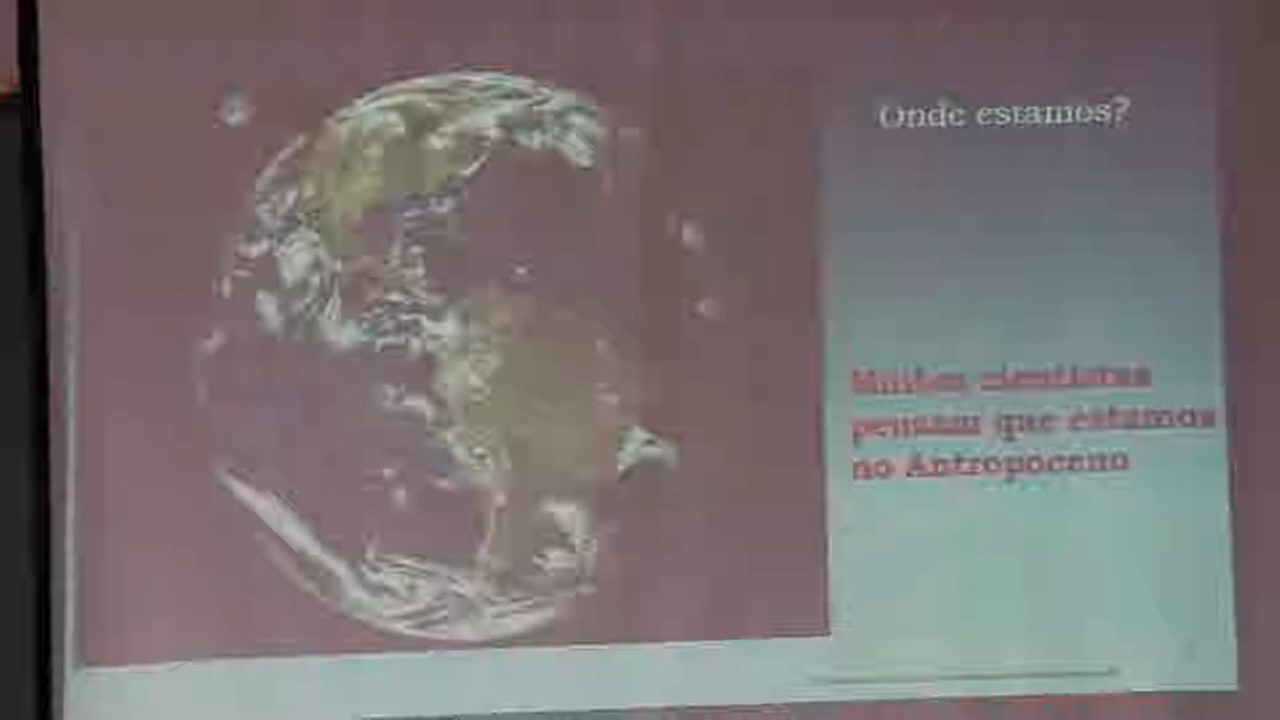 Onde estamos?
Muitos cientistas
pensam que estamos
no Antropoceno